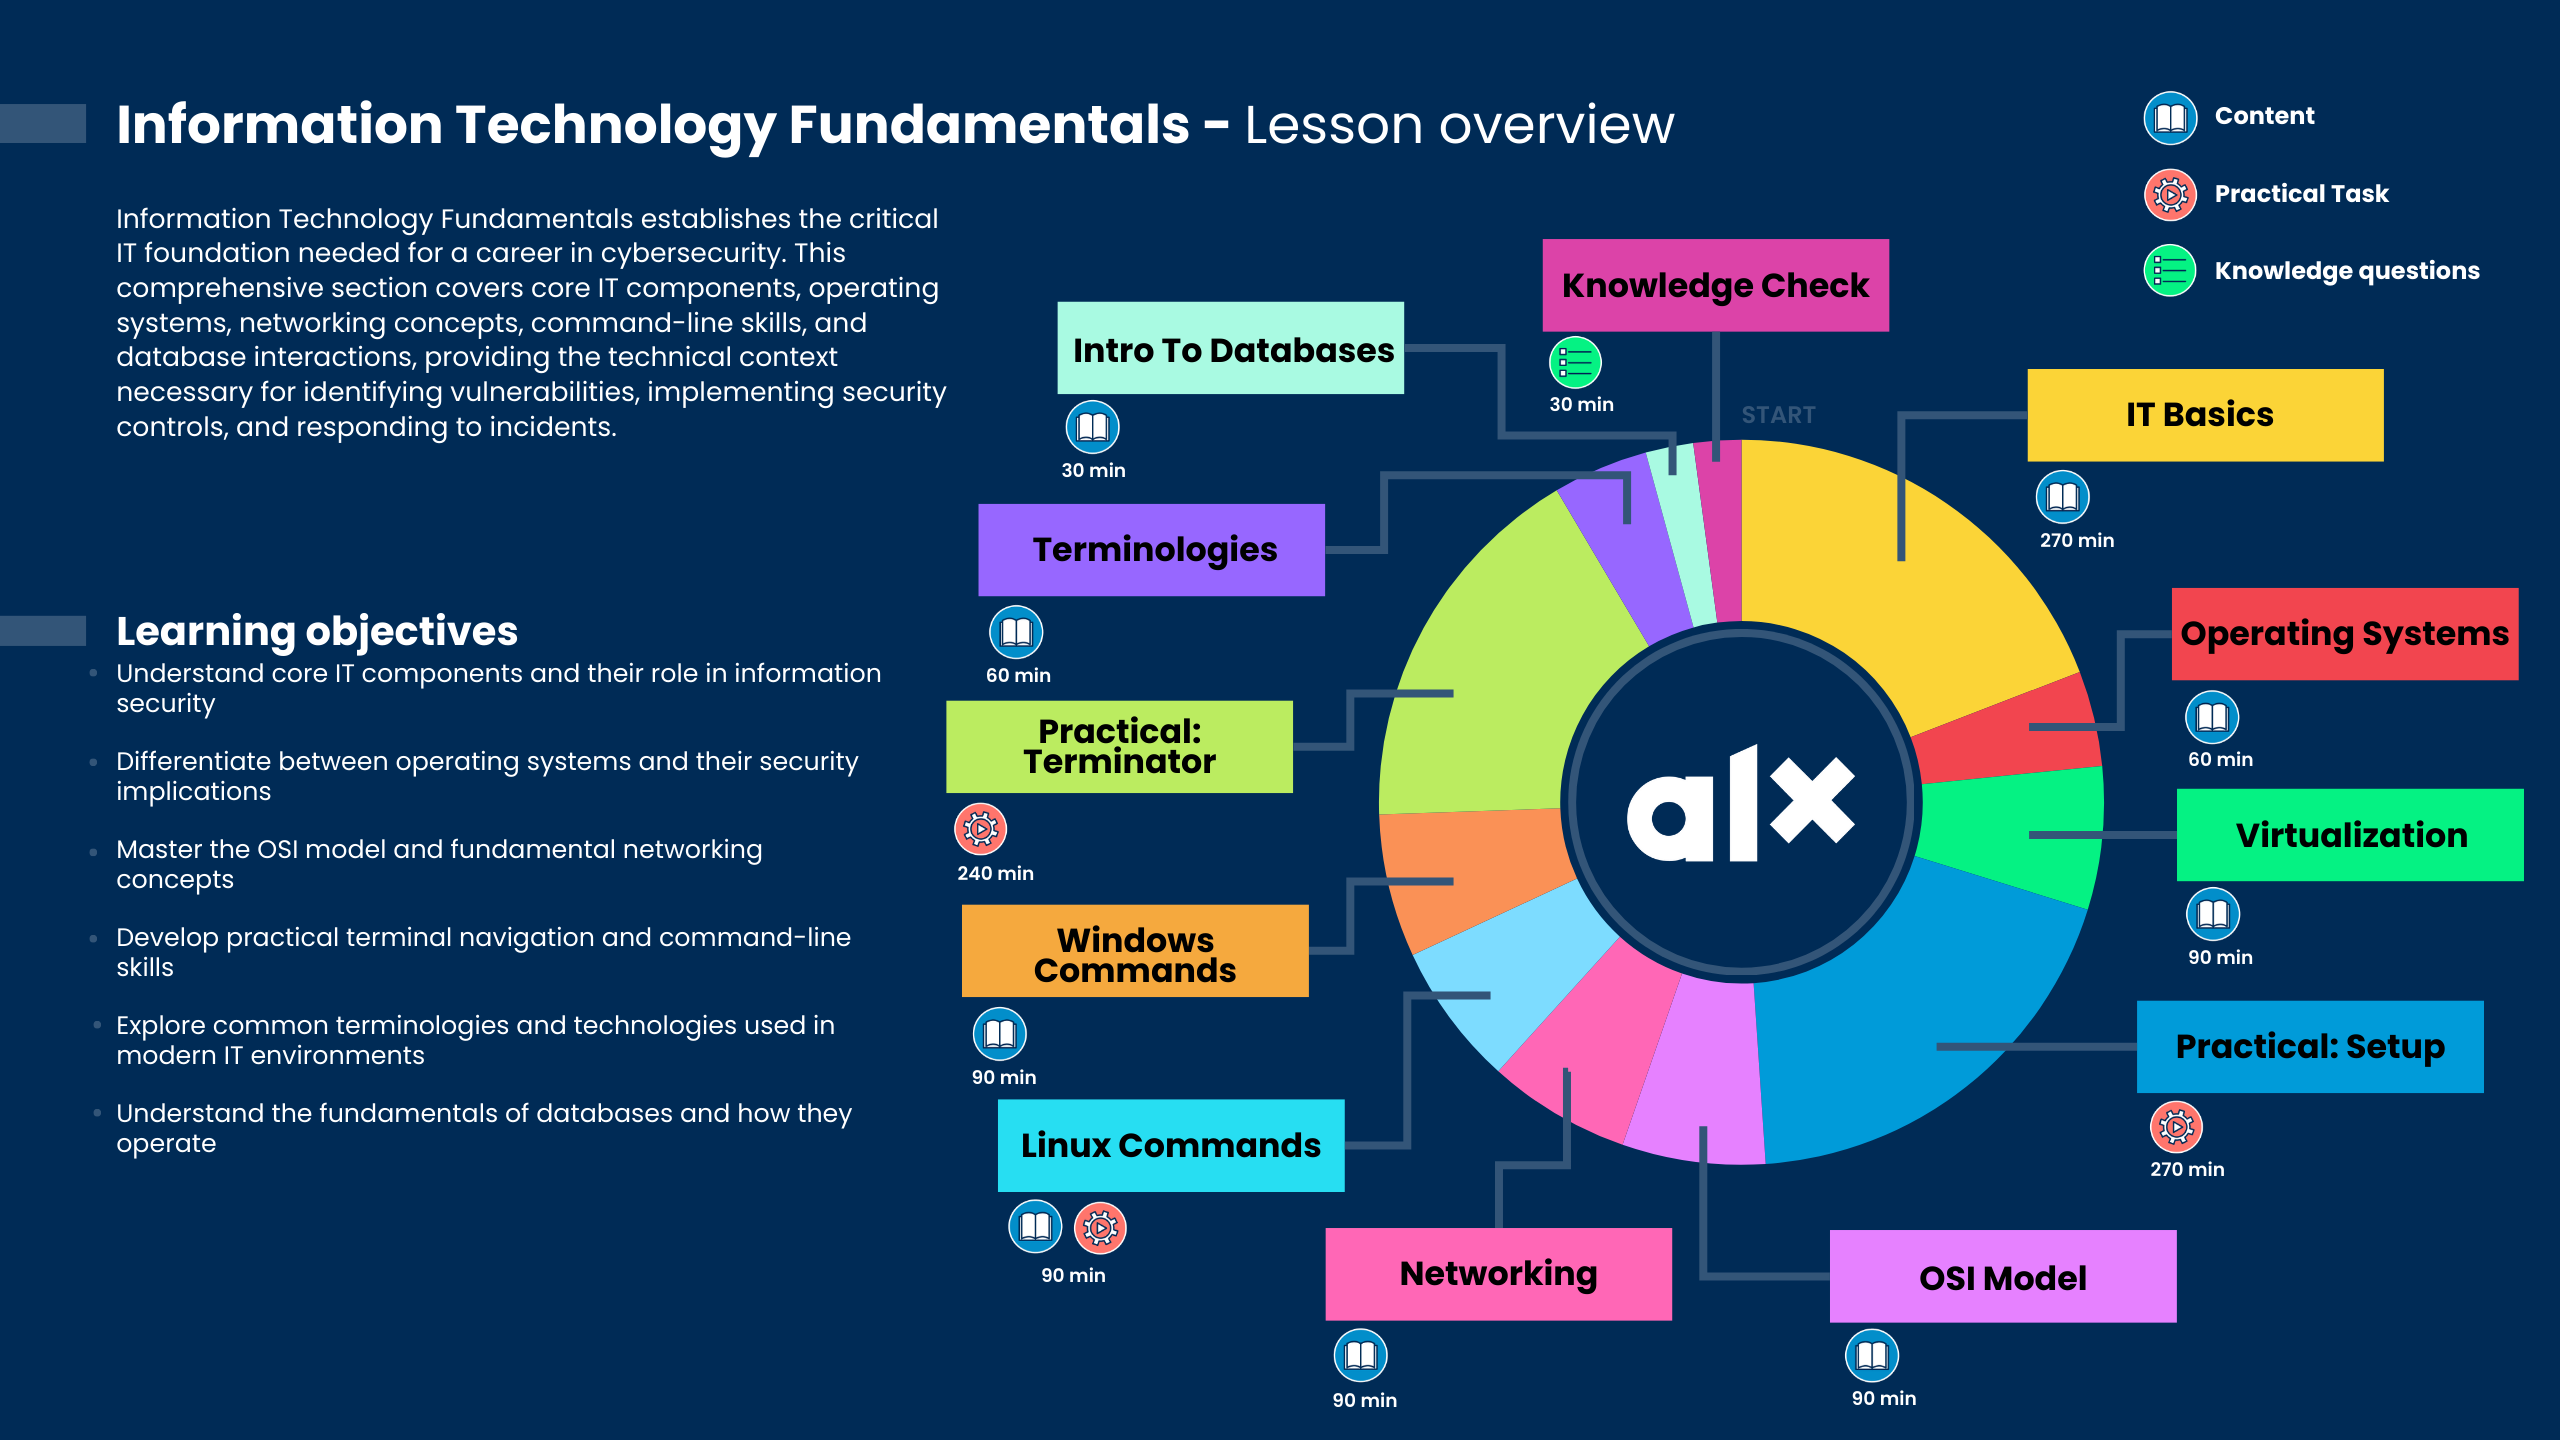 Information Technology Fundamentals - Lesson overview
Information Technology Fundamentals establishes the critical
IT foundation needed for a career in cybersecurity. This
comprehensive section covers core IT components, operating
systems, networking concepts, command-line skills, and
database interactions, providing the technical context
necessary for identifying vulnerabilities, implementing security
controls, and responding to incidents.
Learning objectives
Understand core IT components and their role in information
security
Differentiate between operating systems and their security
implications
Master the OSI model and fundamental networking
concepts
Develop practical terminal navigation and command-line
skills
Explore common terminologies and technologies used in
modern IT environments
Understand the fundamentals of databases and how they
operate
Content
Practical Task
Knowledge questions
START
IT Basics
270 min
Operating Systems
60 min
Virtualization
90 min
Practical: Setup
270 min
OSI Model
90 min
Networking
90 min
Linux Commands
90 min
Windows
Commands
90 min
Practical:
Terminator
240 min
Terminologies
60 min
Intro To Databases
30 min
Knowledge Check
30 min
alx